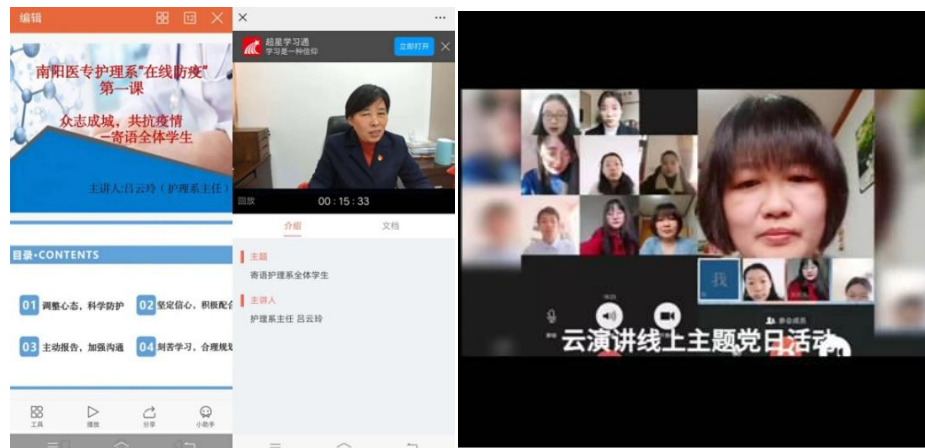 编辑
12
南阳医专护理系"在线防疫"
第一课
众志成城，共抗疫情
—寄语全体学生
主讲人:吕云玲（护理系主任）
目录•CONTENTS
01 调整心态，科学防护
02 坚定信心、积极配合
03 主动报告，加强沟通
04 刻苦学习、合理规划
工具
播放
分享
小助手
超星学习通
学习是一种信仰
立即打开
回放
00:15:33
介绍
文档
主题
寄语护理系全体学生
主讲人
护理系主任 吕云玲
我
参会成员
云演讲线上主题党日活动